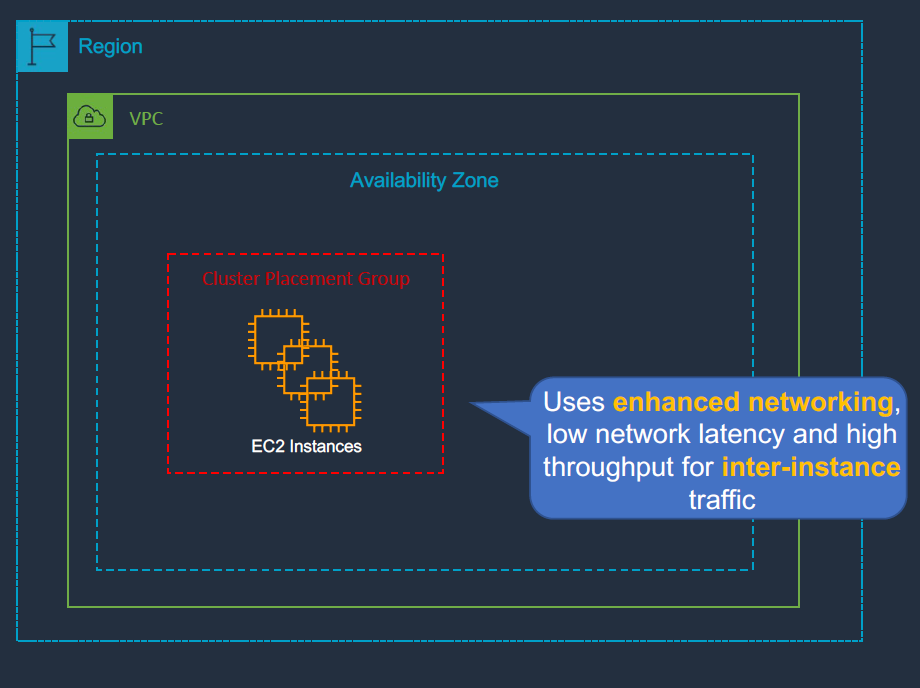 Region
VPC
Availability Zone
Cluster Placement Group
EC2 Instances
Uses enhanced networking,
low network latency and high
throughput for inter-instance
traffic